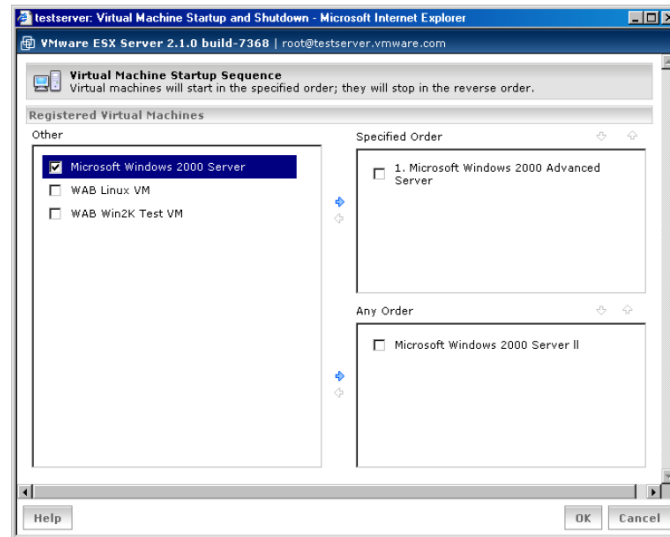 testserver: Virtual Machine Startup and Shutdown - Microsoft Internet Explorer
VMware ESX Server 2.1.0 build-7368 | root@testserver.vmware.com
Virtual Machine Startup Sequence
Virtual machines will start in the specified order; they will stop in the reverse order.
Registered Virtual Machines
Other
Microsoft Windows 2000 Server
WAB Linux VM
WAB Win2K Test VM
Specified Order
1. Microsoft Windows 2000 Advanced
Server
Any Order
Microsoft Windows 2000 Server II
Help
OK
Cancel